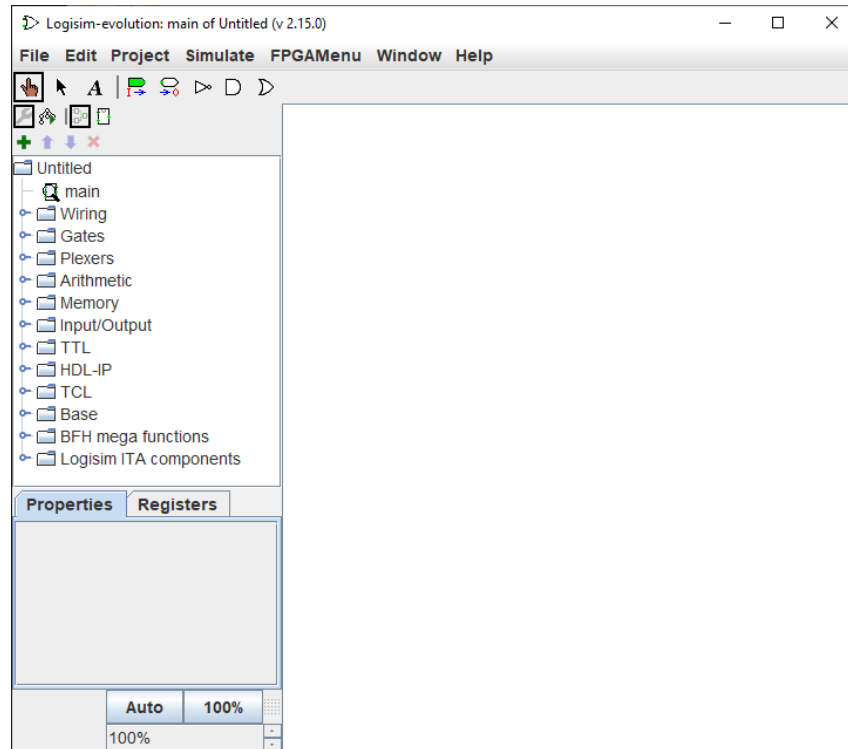 Logisim-evolution: main of Untitled (v 2.15.0)
File Edit Project Simulate FPGAMenu Window Help
A
Untitled
main
Wiring
Gates
Plexers
Arithmetic
Memory
Input/Output
TTL
HDL-IP
TCL
Base
BFH mega functions
Logisim ITA components
Properties Registers
Auto 100%
100%